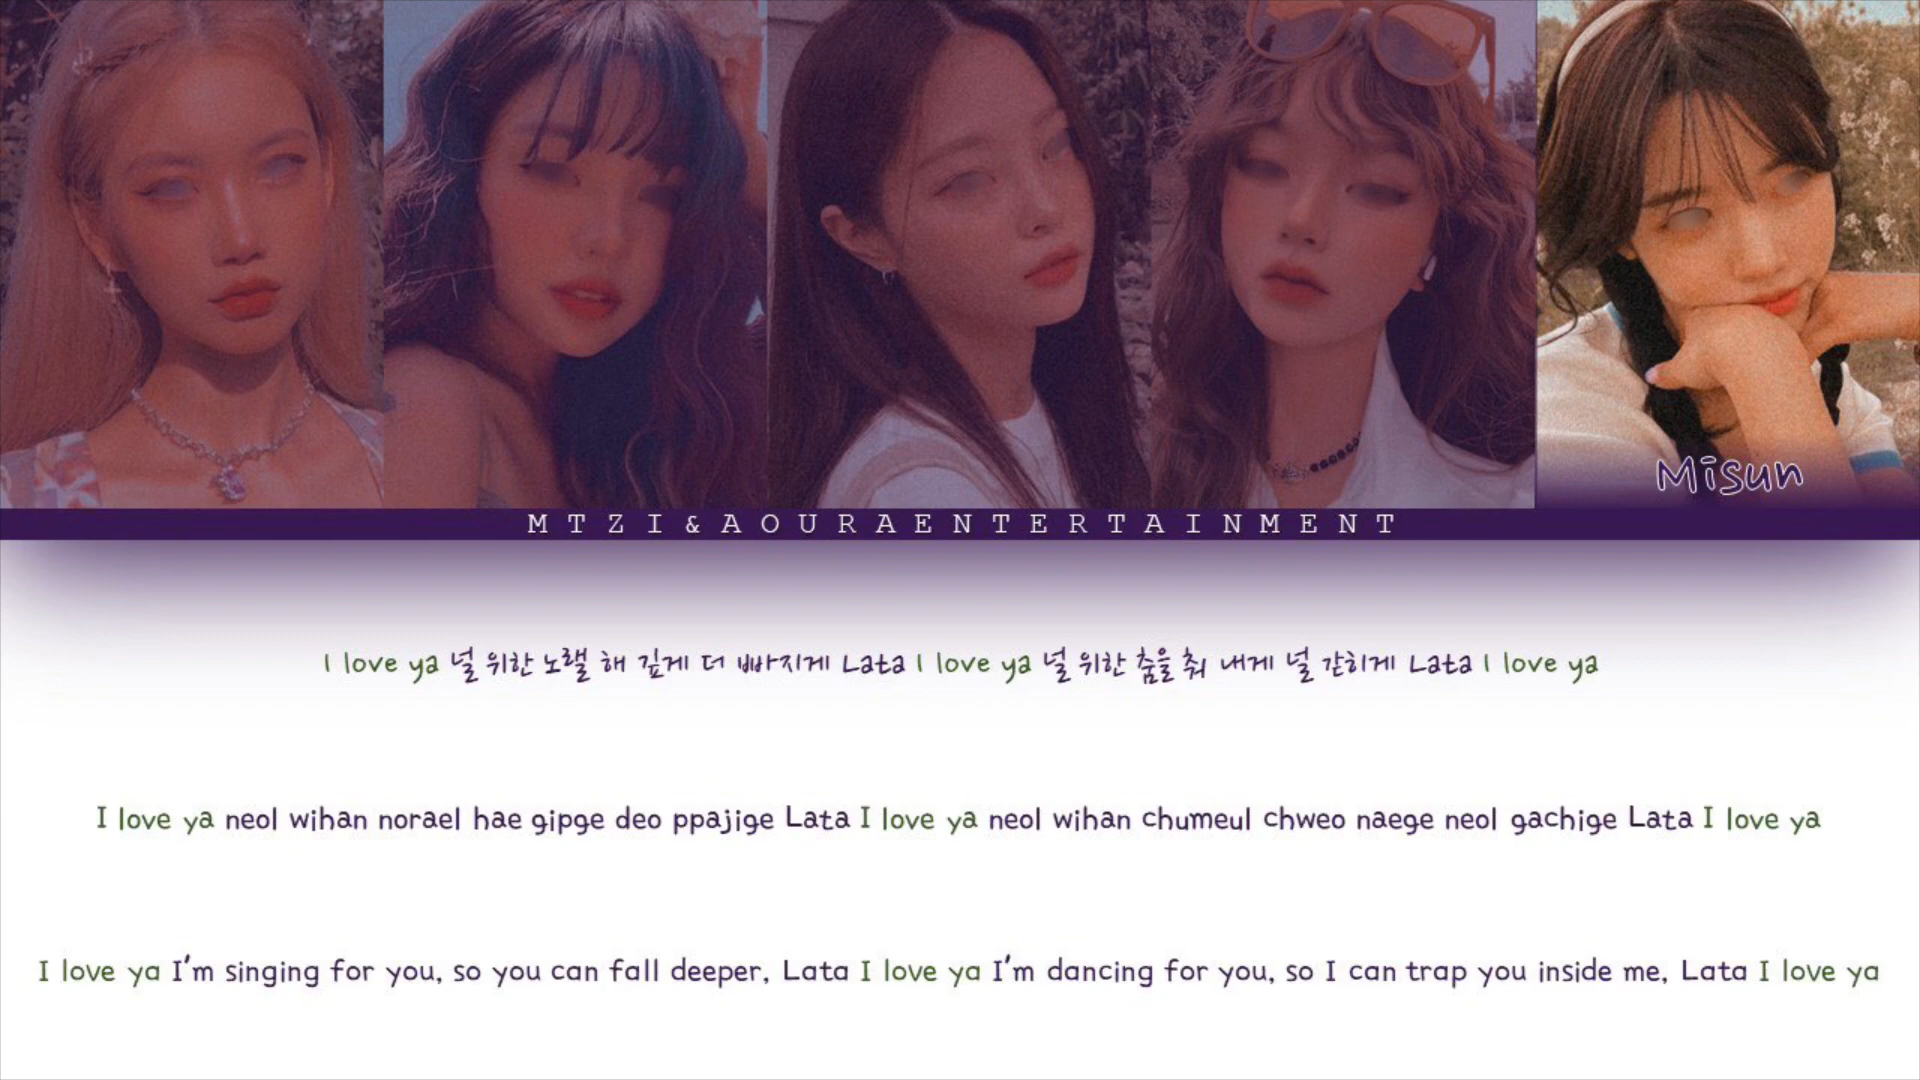 Misun
MTZI&AOURAENTERTAINMENT
I love ya 널 위한 노랠 해 깊게 더 빠지게 Lata I love ya 널 위한 춤을 춰 내게 널 갇히게 Lata I love ya
I love ya neol wihan norael hae gipge deo ppajige Lata I love ya neol wihan chumeul chweo naege neol gachige Lata I love ya
I love ya I'm singing for you, so you can fall deeper, Lata I love ya I'm dancing for you, so I can trap you inside me, Lata I love ya